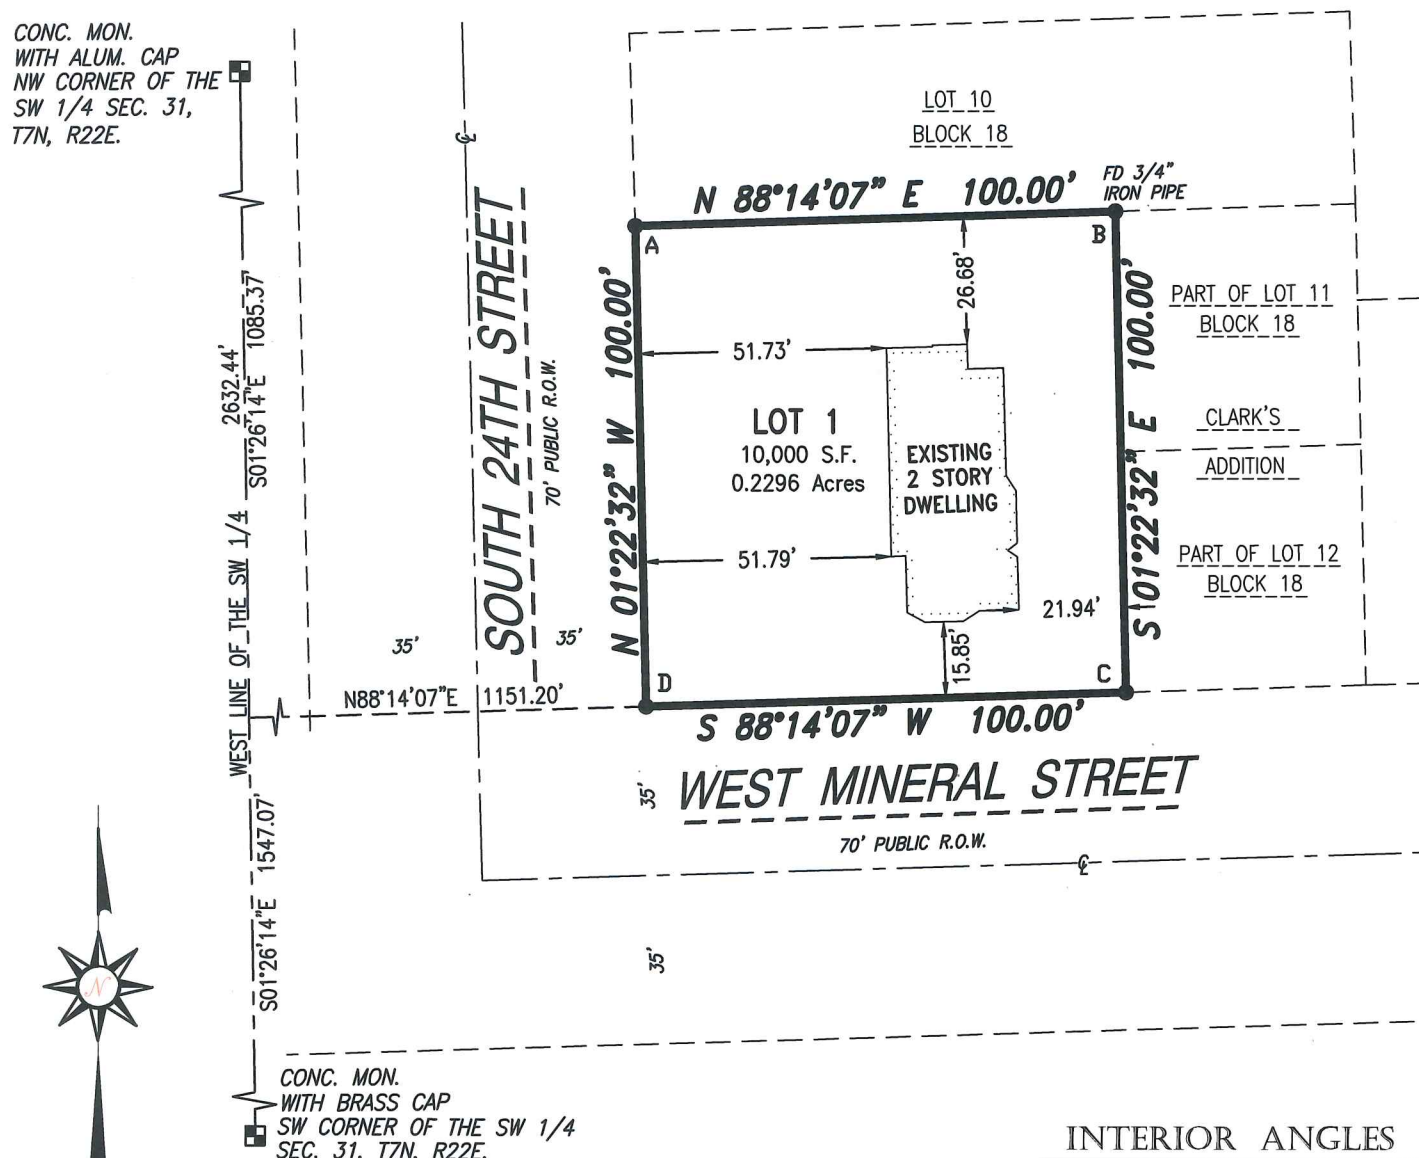 CONC. MON.
WITH ALUM. CAP
NW CORNER OF THE
SW 1/4 SEC. 31,
T7N, R22E.
LOT 10
BLOCK 18
FD 3/4"
IRON PIPE
N 88°14'07" E 100.00'
A
B
26.68'
N 01°22'32" W 100.00'
S 01°22'32" E 100.00'
PART OF LOT 11
BLOCK 18
51.73'
LOT 1
10,000 S.F.
0.2296 Acres
EXISTING
2 STORY
DWELLING
CLARK'S
ADDITION
51.79'
PART OF LOT 12
BLOCK 18
21.94'
15.85'
D
C
S 88°14'07" W 100.00'
SOUTH 24TH STREET
70' PUBLIC R.O.W.
35'
35'
N88°14'07"E 1151.20'
WEST LINE OF THE SW 1/4 2632.44'
S01°26'14"E 1085.37'
S01°26'14"E 1547.07'
35'
WEST MINERAL STREET
70' PUBLIC R.O.W.
35'
N
CONC. MON.
WITH BRASS CAP
SW CORNER OF THE SW 1/4
SEC. 31, T7N, R22E.
INTERIOR ANGLES